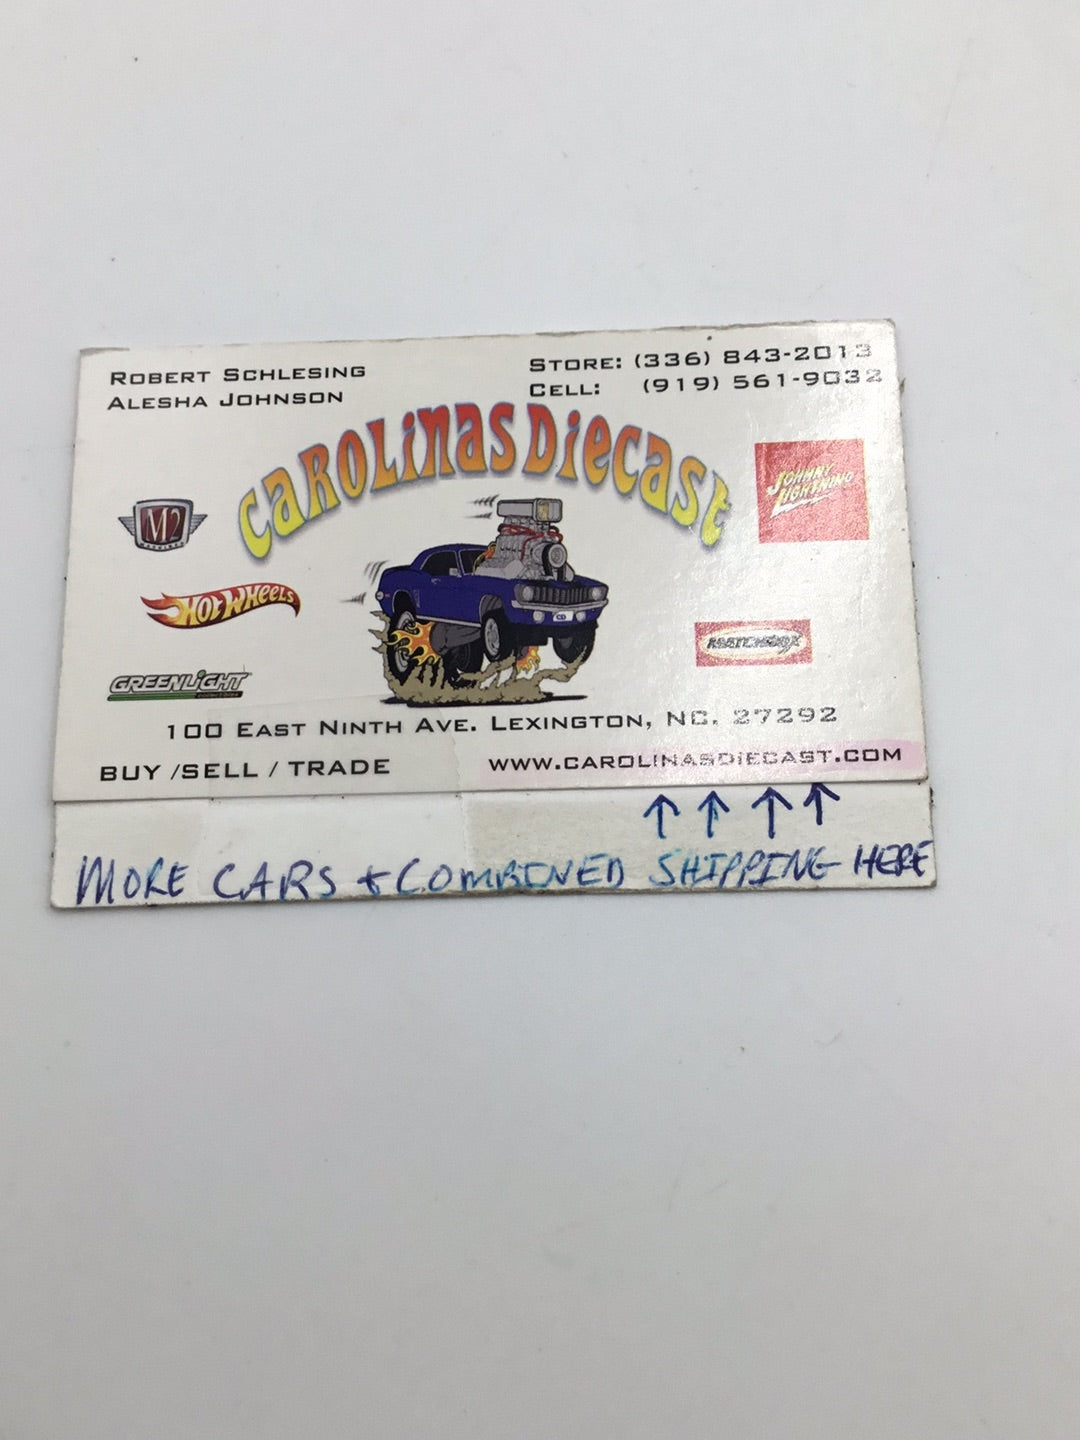 ROBERT SCHLESING
ALESHA JOHNSON
STORE: (336) 843-2013
CELL: (919) 561-9032
CAROLINAS DIECAST
M2
MACHINES
JOHNNY
LIGHTNING
HOT WHEELS
MATCHBOX
GREENLIGHT
CD
100 EAST NINTH AVE. LEXINGTON, NC. 27292
BUY /SELL / TRADE
WWW.CAROLINASDIECAST.COM
MORE CARS + COMBINED SHIPPING HERE